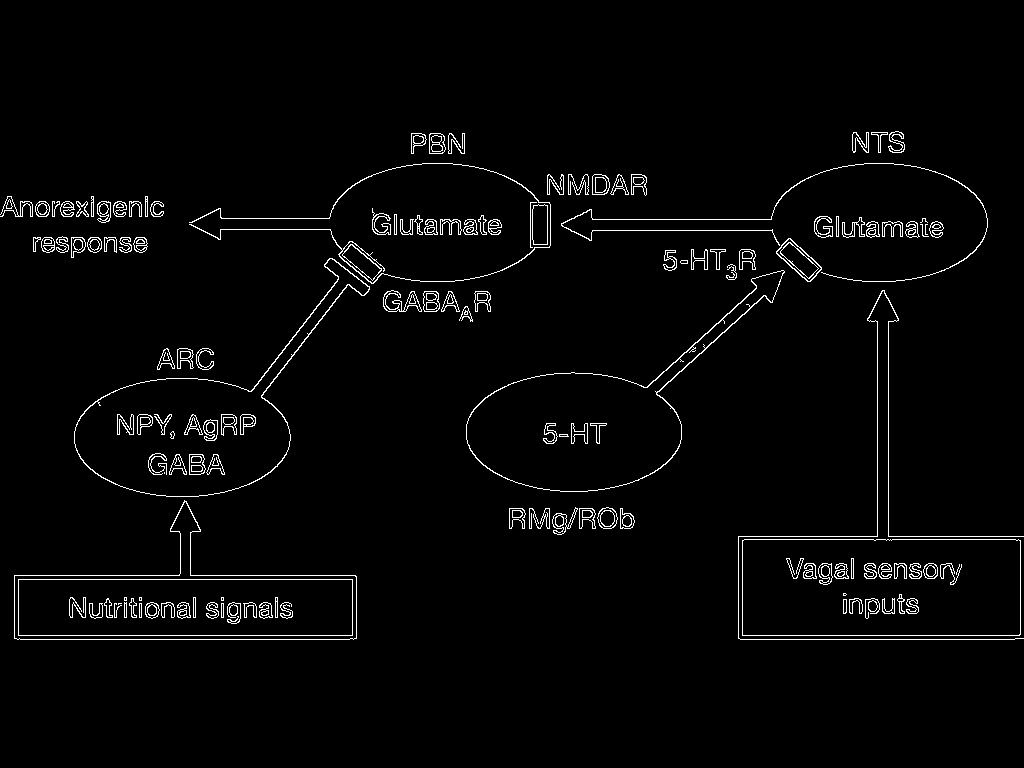 PBN
NTS
Anorexigenic
response
Glutamate
NMDAR
Glutamate
5-HT3R
GABAAR
ARC
NPY, AgRP
GABA
5-HT
RMg/ROb
Nutritional signals
Vagal sensory
inputs